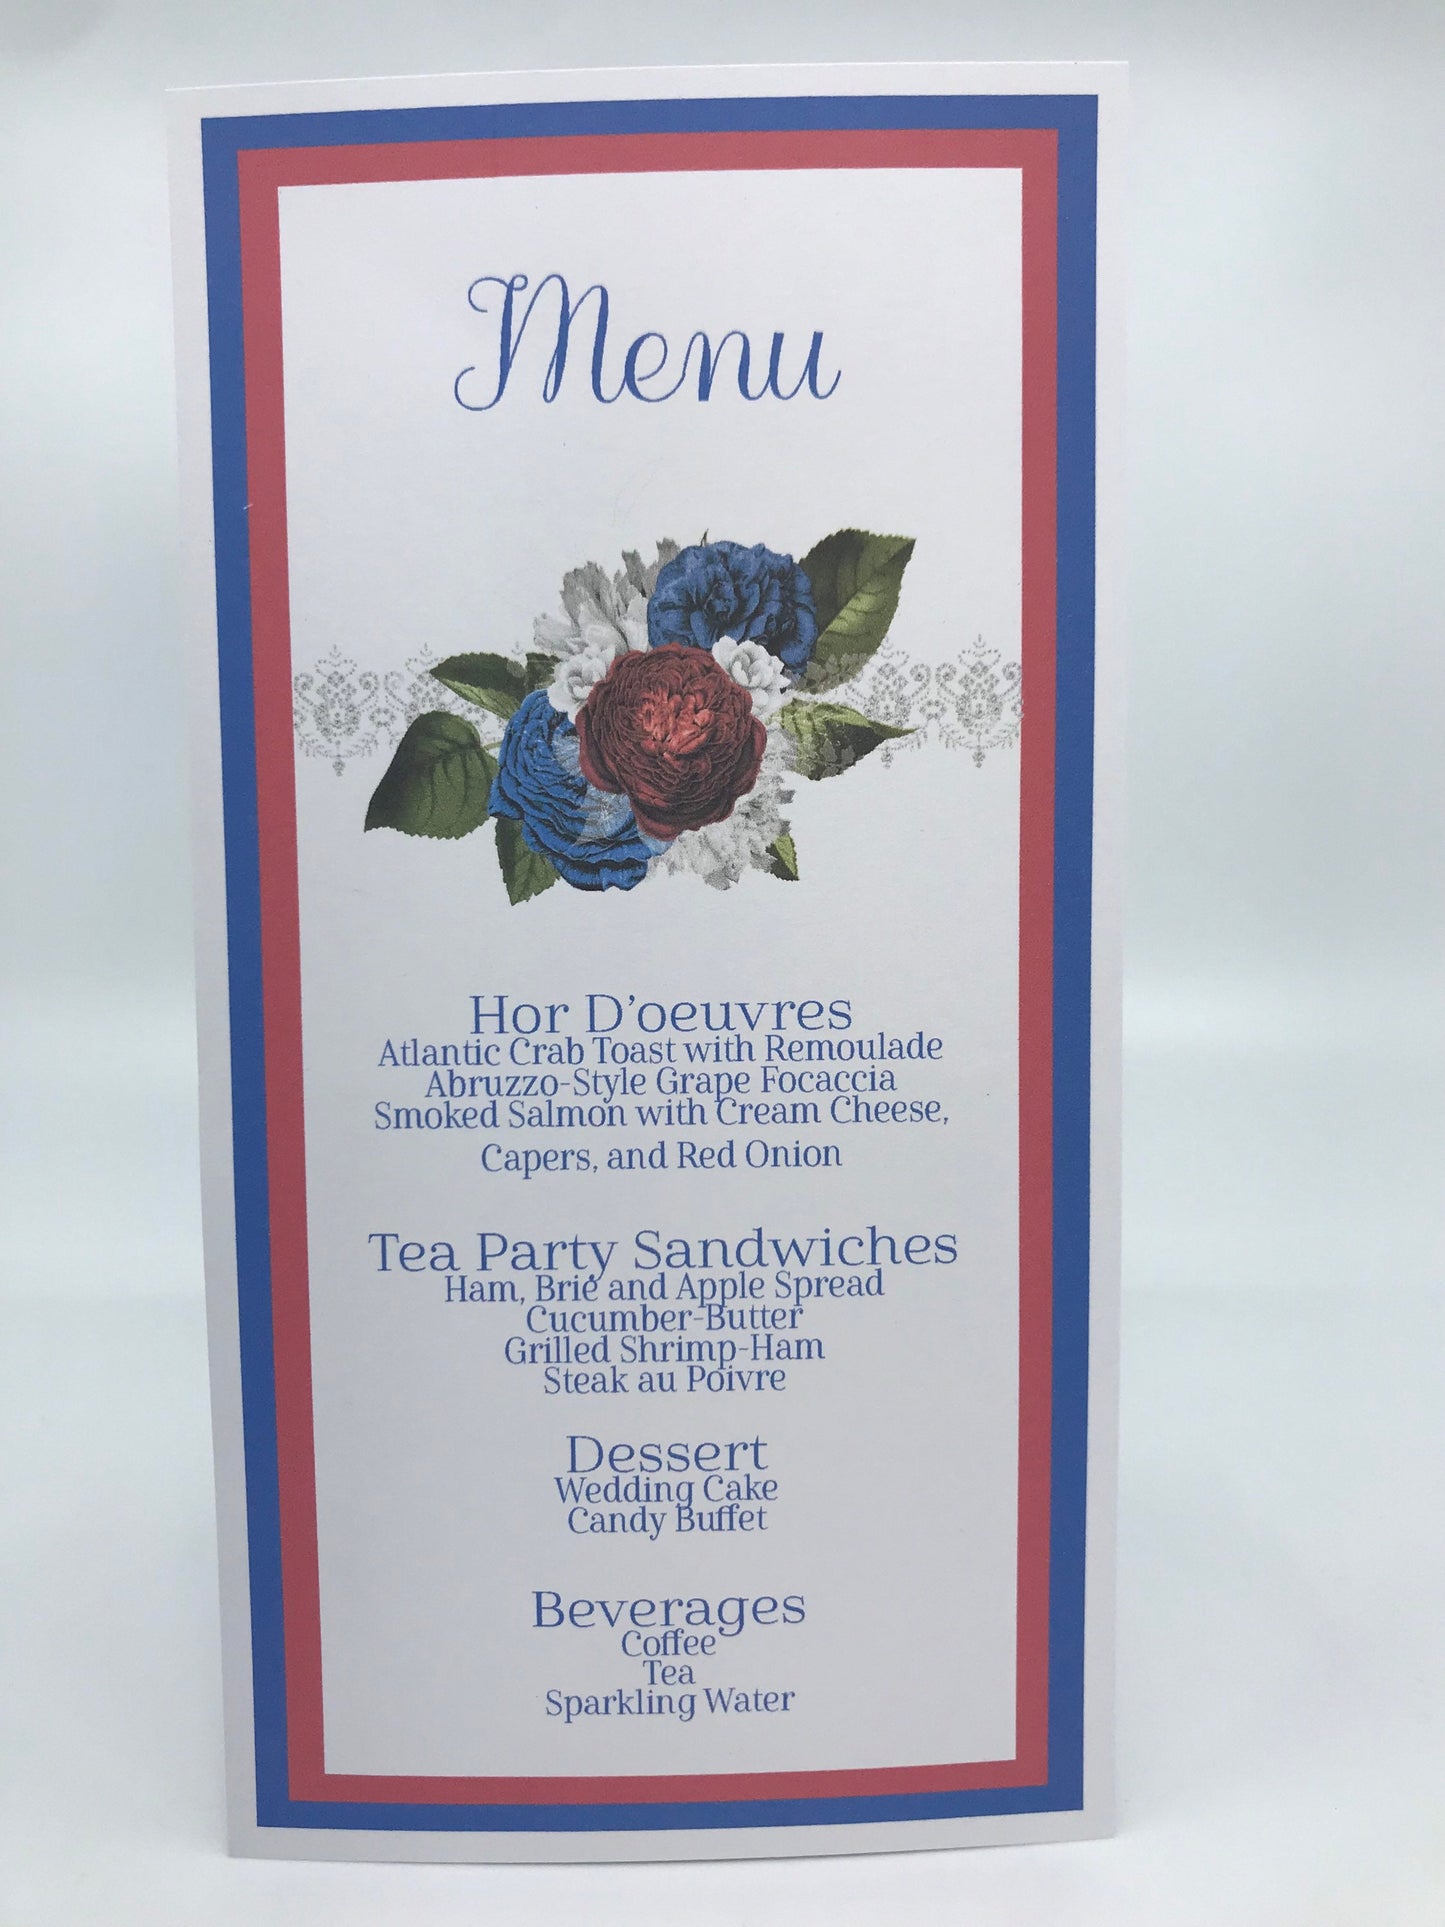 Menu
Hor D'oeuvres
Atlantic Crab Toast with Remoulade
Abruzzo-Style Grape Focaccia
Smoked Salmon with Cream Cheese,
Capers, and Red Onion
Tea Party Sandwiches
Ham, Brie and Apple Spread
Cucumber-Butter
Grilled Shrimp-Ham
Steak au Poivre
Dessert
Wedding Cake
Candy Buffet
Beverages
Coffee
Tea
Sparkling Water